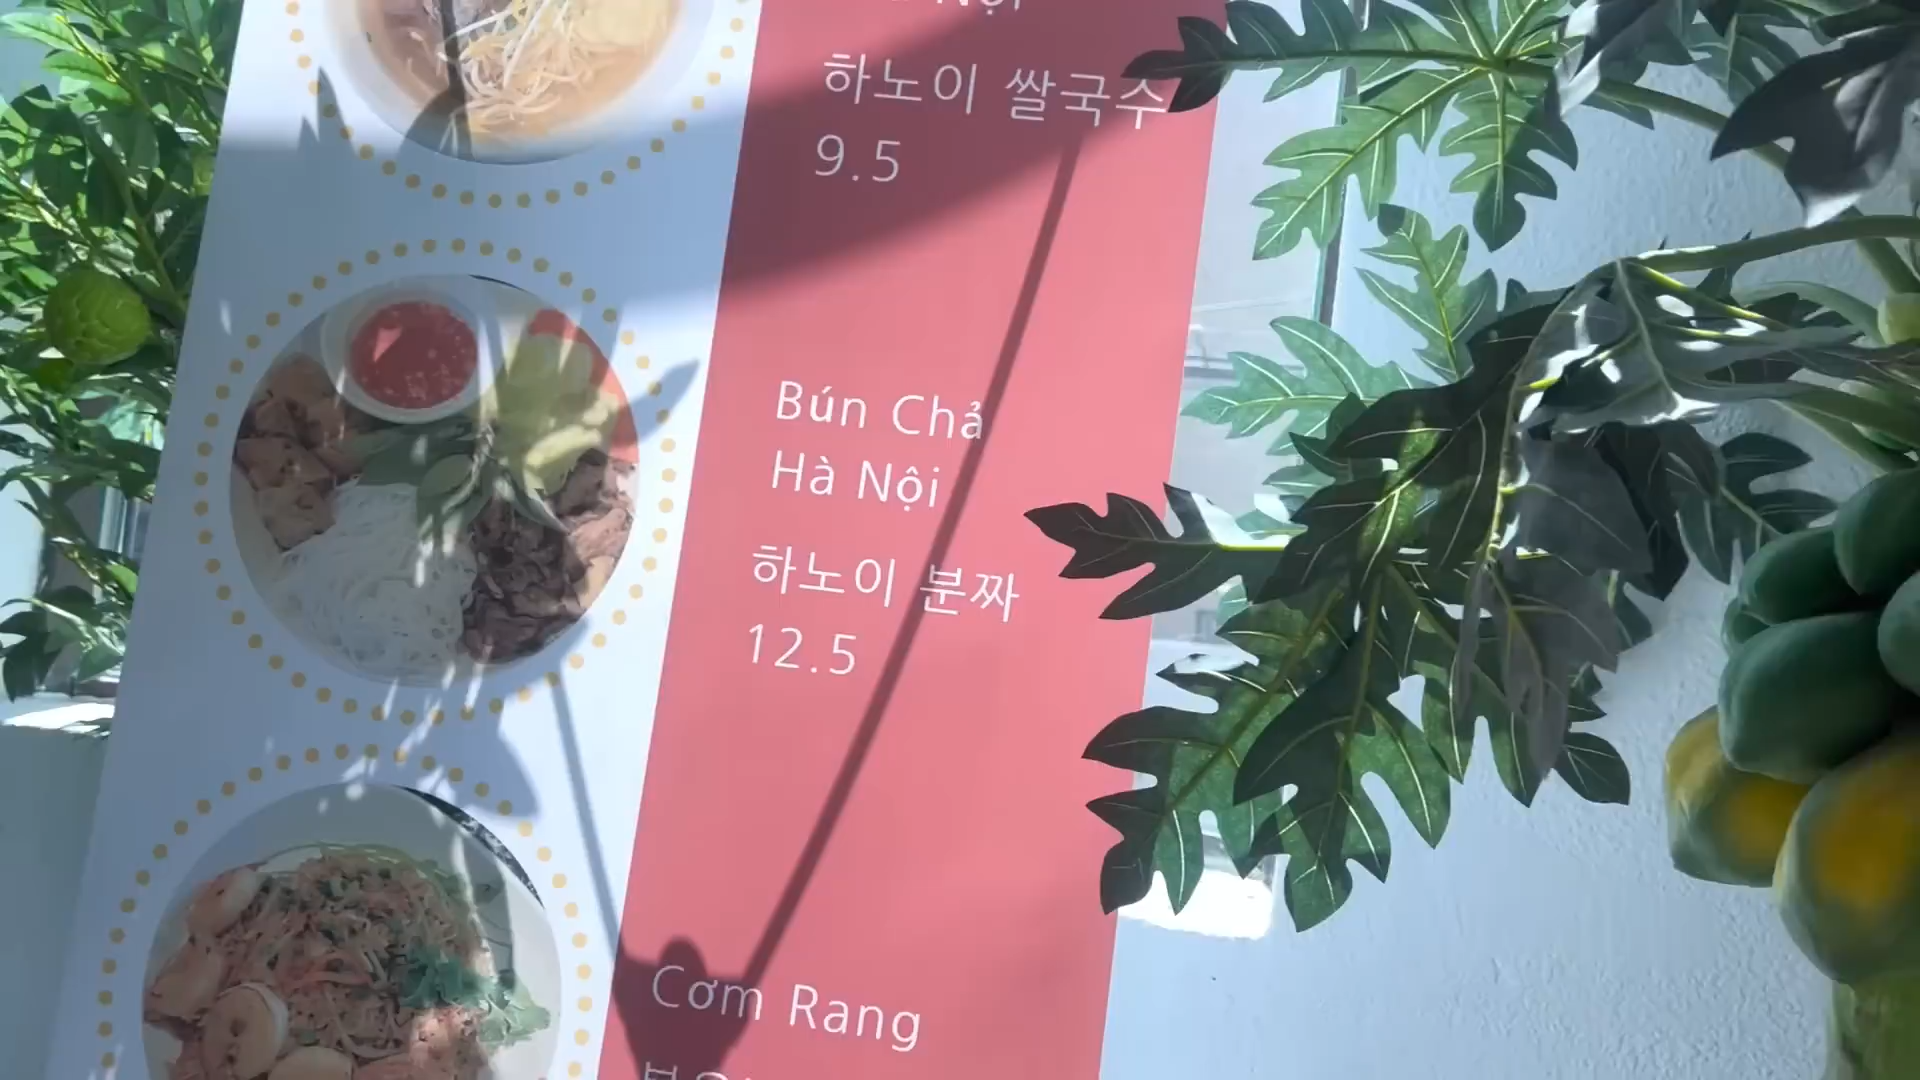 Nội
하노이 쌀국수
9.5
Bún Chả
Hà Nội
하노이 분짜
12.5
Cơm Rang